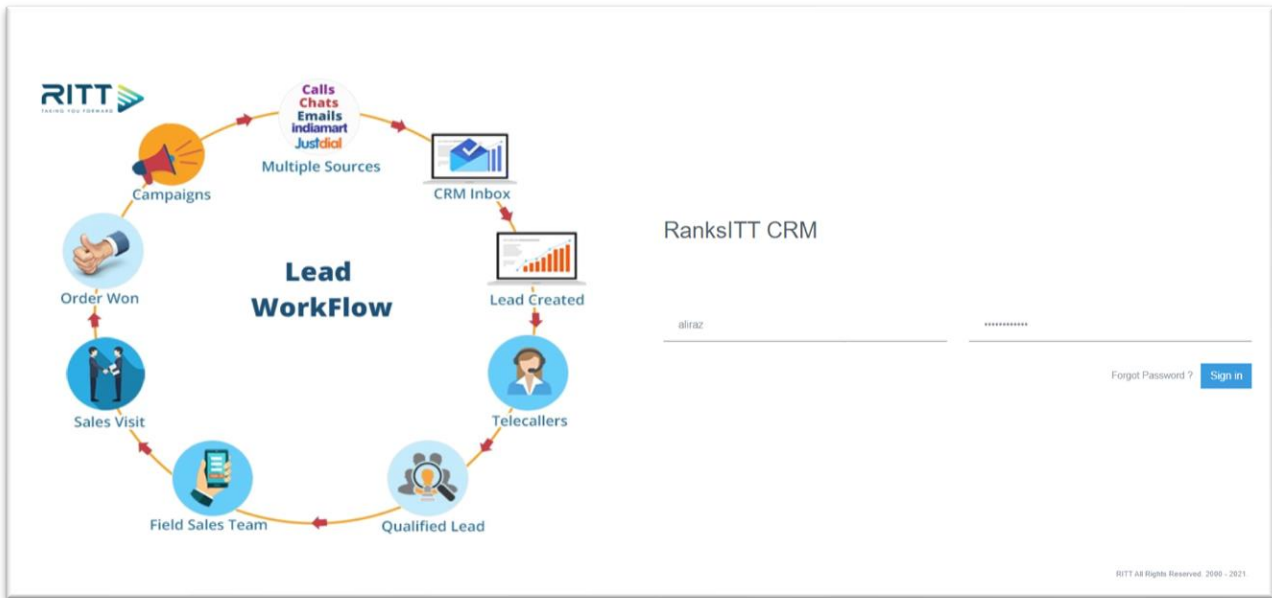 RITT
TAKING YOU FORWARD
Calls
Chats
Emails
indiamart
Justdial
Multiple Sources
CRM Inbox
Lead Created
Telecallers
Qualified Lead
Field Sales Team
Sales Visit
Order Won
Campaigns
Lead
WorkFlow
RanksITT CRM
aliraz
************
Forgot Password ?
Sign in
RITT All Rights Reserved. 2000 - 2021